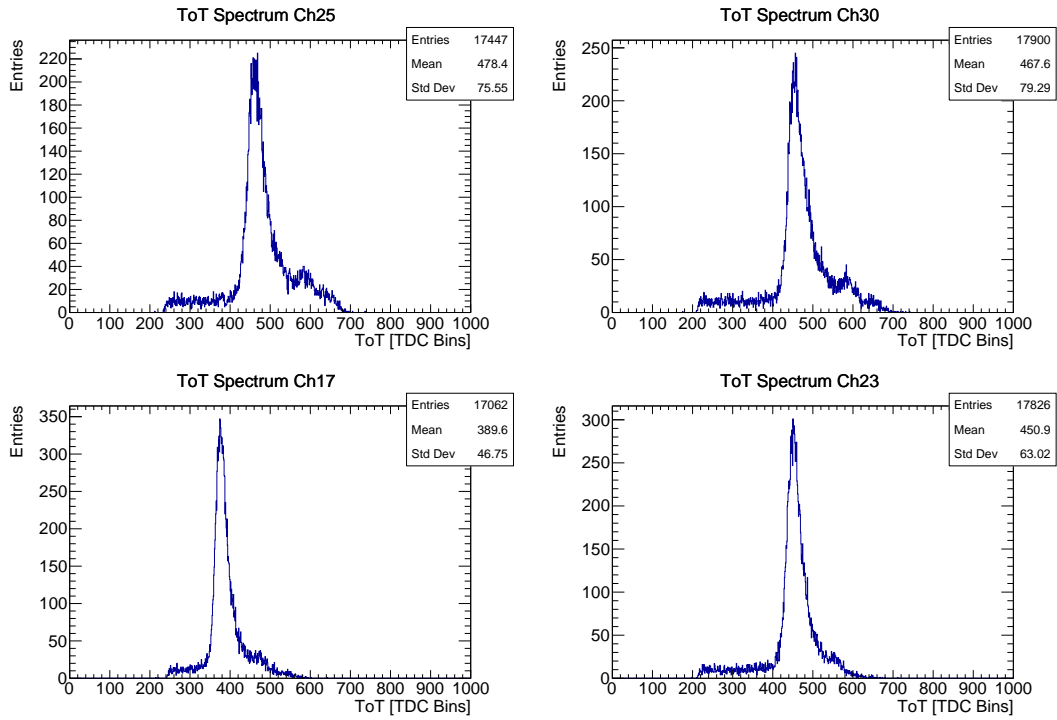 ToT Spectrum Ch25
Entries 17447
Mean 478.4
Std Dev 75.55
Entries
220
200
180
160
140
120
100
80
60
40
20
0
0 100 200 300 400 500 600 700 800 900 1000
ToT [TDC Bins]
ToT Spectrum Ch30
Entries 17900
Mean 467.6
Std Dev 79.29
Entries
250
200
150
100
50
0
0 100 200 300 400 500 600 700 800 900 1000
ToT [TDC Bins]
ToT Spectrum Ch17
Entries 17062
Mean 389.6
Std Dev 46.75
Entries
350
300
250
200
150
100
50
0
0 100 200 300 400 500 600 700 800 900 1000
ToT [TDC Bins]
ToT Spectrum Ch23
Entries 17826
Mean 450.9
Std Dev 63.02
Entries
300
250
200
150
100
50
0
0 100 200 300 400 500 600 700 800 900 1000
ToT [TDC Bins]